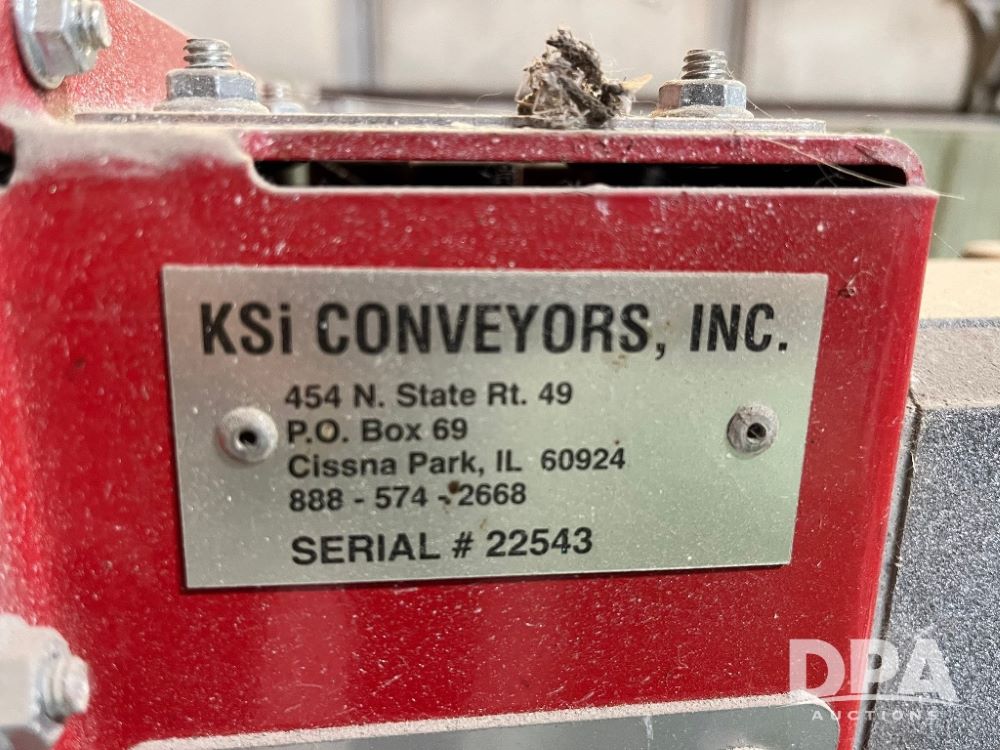 KSi CONVEYORS, INC.
454 N. State Rt. 49
P.O. Box 69
Cissna Park, IL 60924
888 - 574 - 2668
SERIAL # 22543
DPA
AUCTIONS